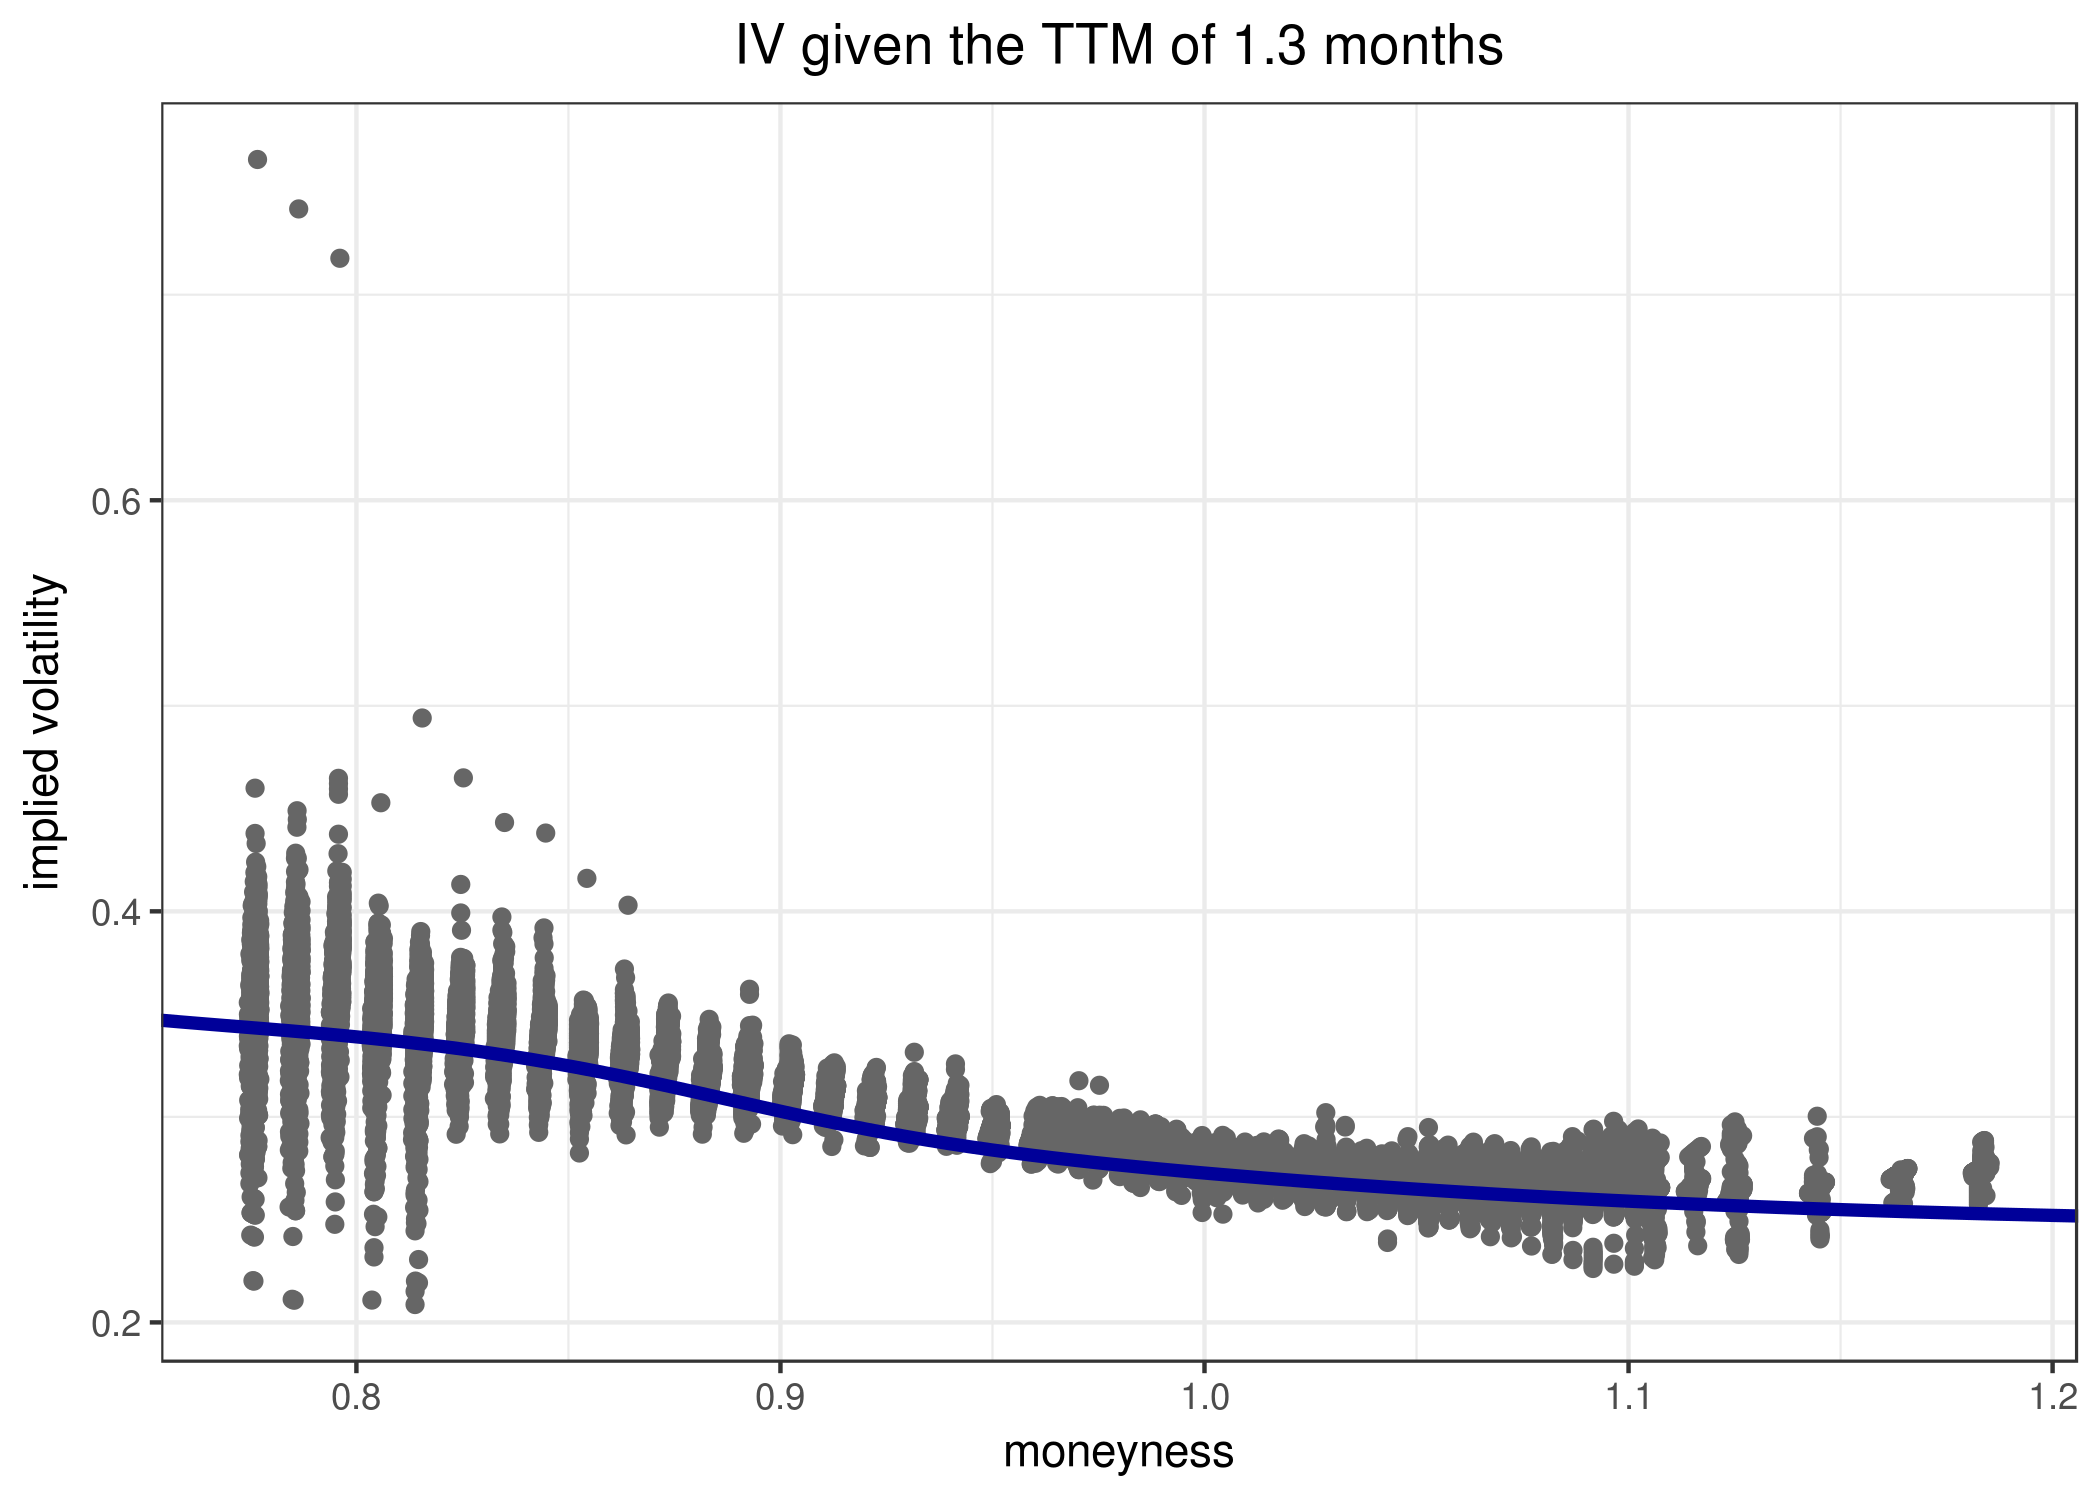 IV given the TTM of 1.3 months
implied volatility
0.6
0.4
0.2
0.8 0.9 1.0 1.1 1.2
moneyness